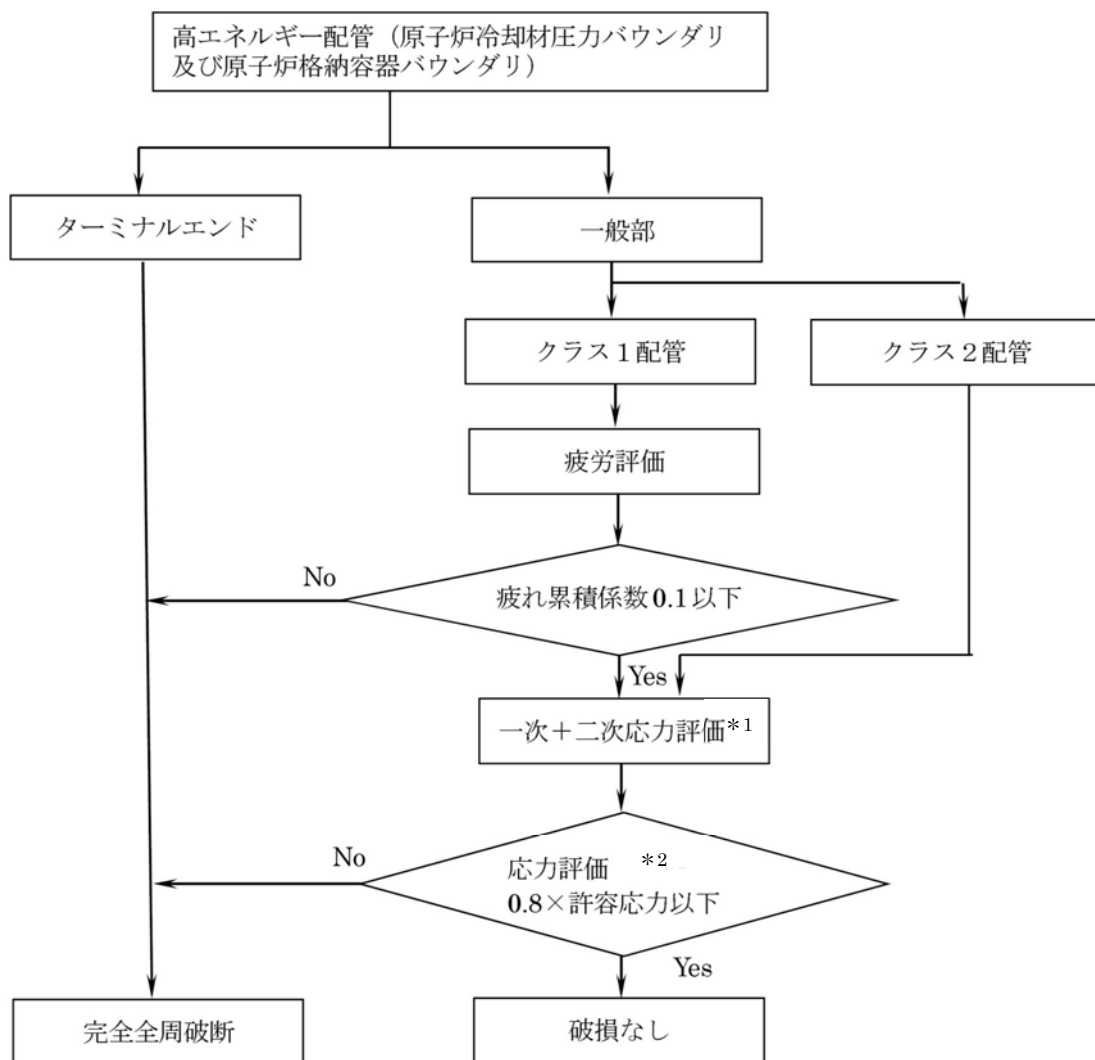 高エネルギー配管（原子炉冷却材圧力バウンダリ
及び原子炉格納容器バウンダリ）
ターミナルエンド
一般部
クラス１配管
クラス２配管
疲労評価
No
疲れ累積係数 0.1 以下
Yes
一次＋二次応力評価*1
No
応力評価 *2
0.8×許容応力以下
Yes
完全全周破断
破損なし